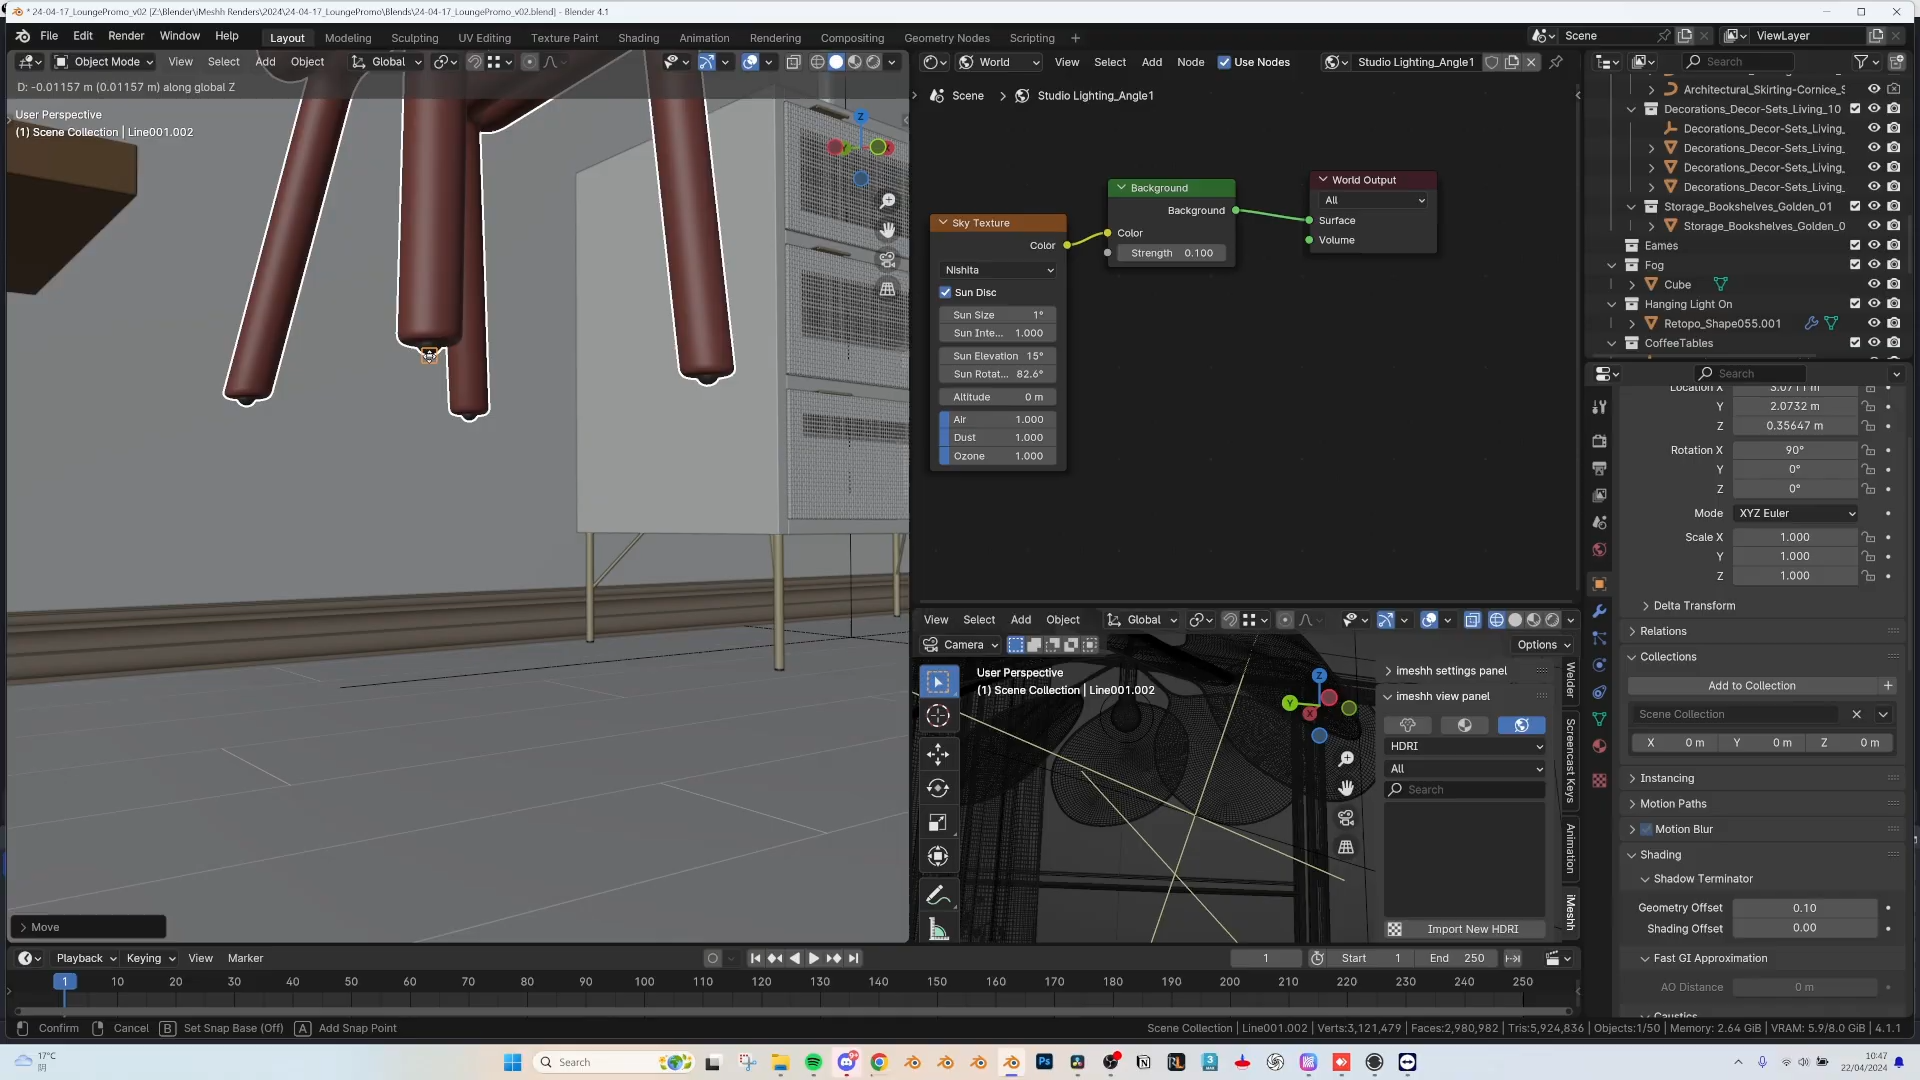 * 24-04-17_LoungePromo_v02 [Z:\Blender\iMeshh Renders\2024\24-04-17_LoungePromo\Blends\24-04-17_LoungePromo_v02.blend] - Blender 4.1
File Edit Render Window Help Layout Modeling Sculpting UV Editing Texture Paint Shading Animation Rendering Compositing Geometry Nodes Scripting + Scene ViewLayer
Object Mode View Select Add Object Global
D: -0.01157 m (0.01157 m) along global Z
User Perspective
(1) Scene Collection | Line001.002
Z
Move
World View Select Add Node Use Nodes Studio Lighting_Angle1
Scene > Studio Lighting_Angle1
Sky Texture
Color
Nishita
Sun Disc
Sun Size 1°
Sun Inte... 1.000
Sun Elevation 15°
Sun Rotat... 82.6°
Altitude 0 m
Air 1.000
Dust 1.000
Ozone 1.000
Background
Background
Color
Strength 0.100
World Output
All
Surface
Volume
View Select Add Object Global
Camera Options
User Perspective
(1) Scene Collection | Line001.002
Z
Y
X
imeshh settings panel
imeshh view panel
HDRI
All
Search
Import New HDRI
Welder
Screencast Keys
Animation
iMeshh
Search
Architectural_Skirting-Cornice_S
Decorations_Decor-Sets_Living_10
Decorations_Decor-Sets_Living_
Decorations_Decor-Sets_Living_
Decorations_Decor-Sets_Living_
Decorations_Decor-Sets_Living_
Storage_Bookshelves_Golden_01
Storage_Bookshelves_Golden_0
Eames
Fog
Cube
Hanging Light On
Retopo_Shape055.001
CoffeeTables
Search
Location X 3.0711 m
Y 2.0732 m
Z 0.35647 m
Rotation X 90°
Y 0°
Z 0°
Mode XYZ Euler
Scale X 1.000
Y 1.000
Z 1.000
Delta Transform
Relations
Collections
Add to Collection +
Scene Collection
X 0 m Y 0 m Z 0 m
Instancing
Motion Paths
Motion Blur
Shading
Shadow Terminator
Geometry Offset 0.10
Shading Offset 0.00
Fast GI Approximation
AO Distance 0 m
Caustics
Playback Keying View Marker 1 Start 1 End 250
1 10 20 30 40 50 60 70 80 90 100 110 120 130 140 150 160 170 180 190 200 210 220 230 240 250
Confirm Cancel B Set Snap Base (Off) A Add Snap Point
Scene Collection | Line001.002 | Verts:3,121,479 | Faces:2,980,982 | Tris:5,924,836 | Objects:1/50 | Memory: 2.64 GiB | VRAM: 5.9/8.0 GiB | 4.1.1
17°C
阴
Search
10:47
22/04/2024